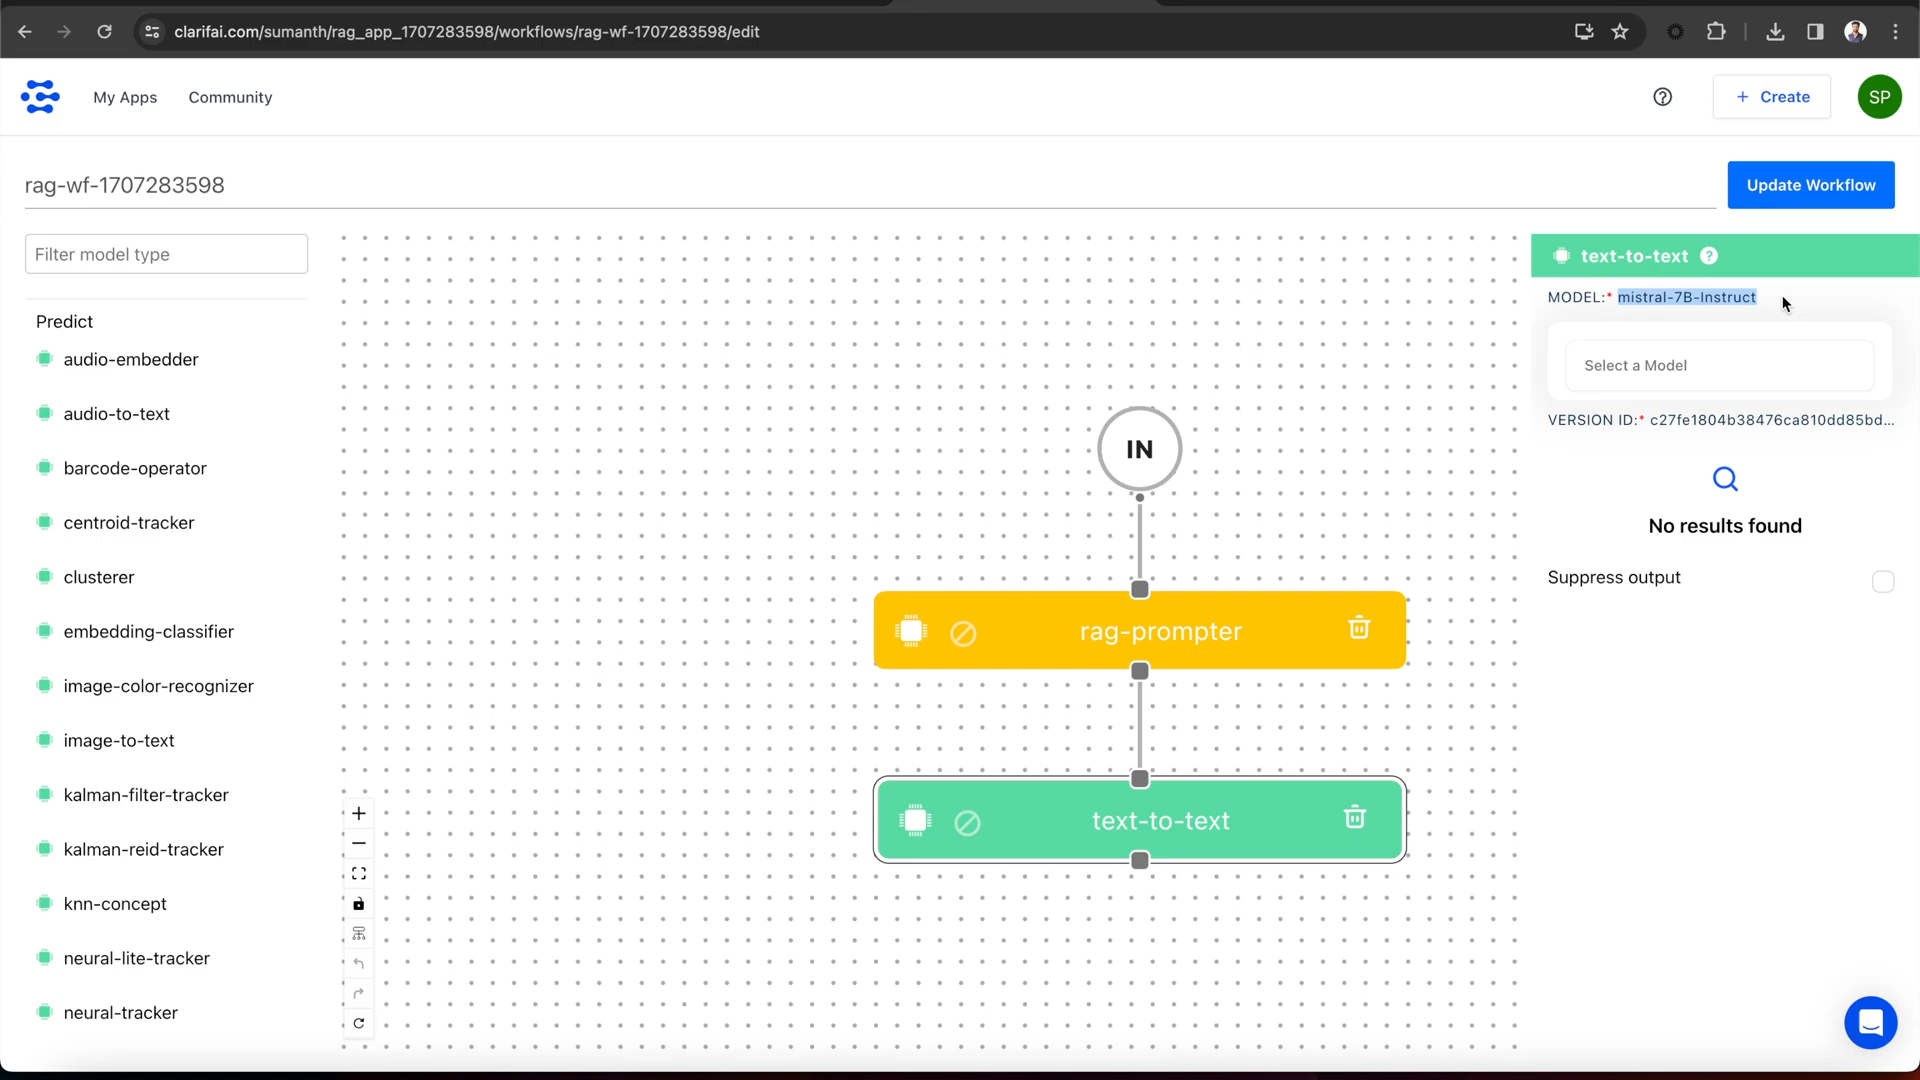 clarifai.com/sumanth/rag_app_1707283598/workflows/rag-wf-1707283598/edit
My Apps
Community
+ Create
SP
rag-wf-1707283598
Update Workflow
Filter model type
Predict
audio-embedder
audio-to-text
barcode-operator
centroid-tracker
clusterer
embedding-classifier
image-color-recognizer
image-to-text
kalman-filter-tracker
kalman-reid-tracker
knn-concept
neural-lite-tracker
neural-tracker
IN
rag-prompter
text-to-text
text-to-text ?
MODEL:* mistral-7B-Instruct
Select a Model
VERSION ID:* c27fe1804b38476ca810dd85bd...
No results found
Suppress output